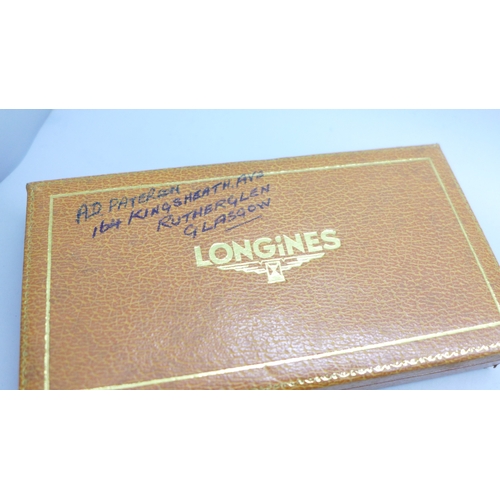 A.D. PATERSON
164 KINGSHEATH. AVE
RUTHERGLEN
GLASGOW
LONGiNES